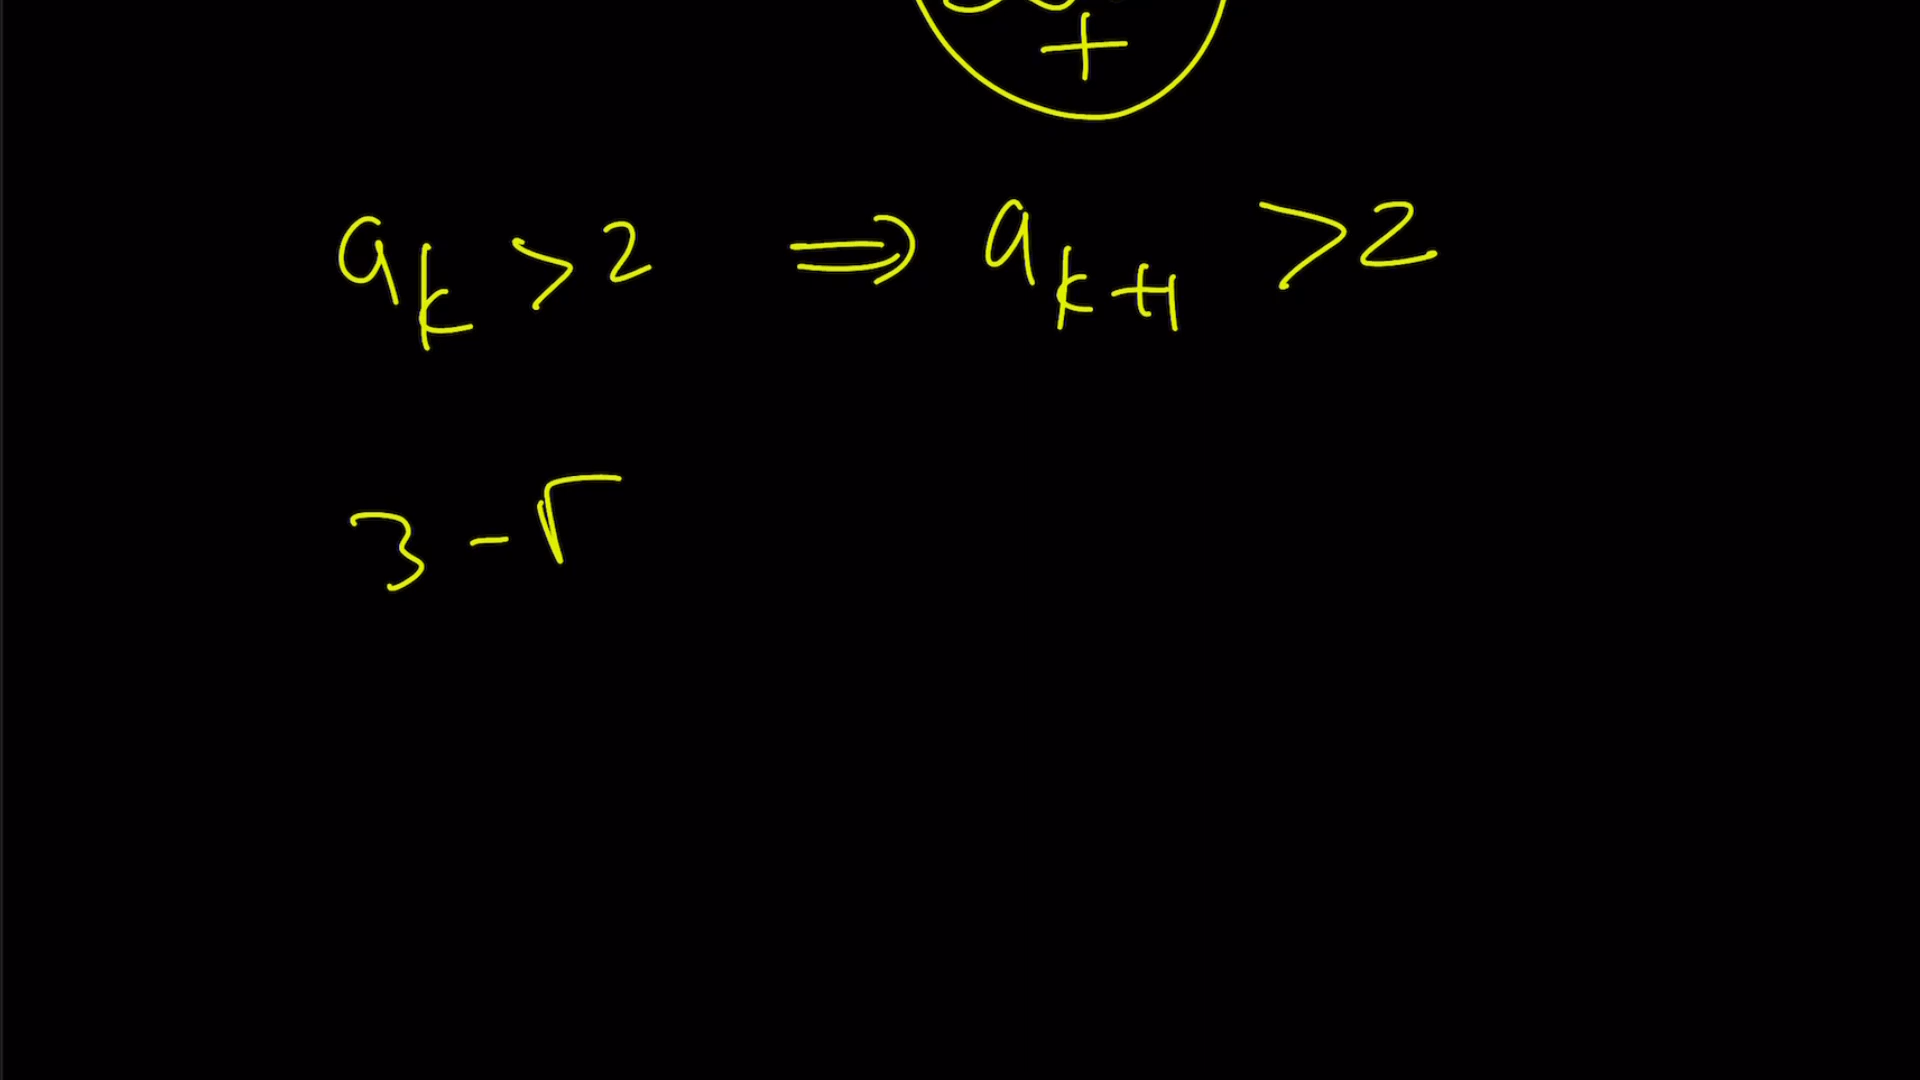 +
a_k > 2 ⇒ a_{k+1} > 2
3 - √